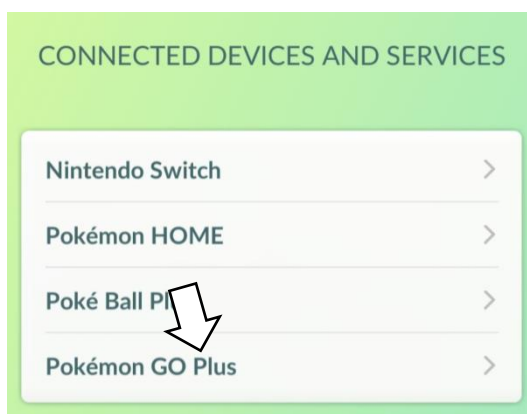 CONNECTED DEVICES AND SERVICES
Nintendo Switch
Pokémon HOME
Poké Ball
Pokémon GO Plus